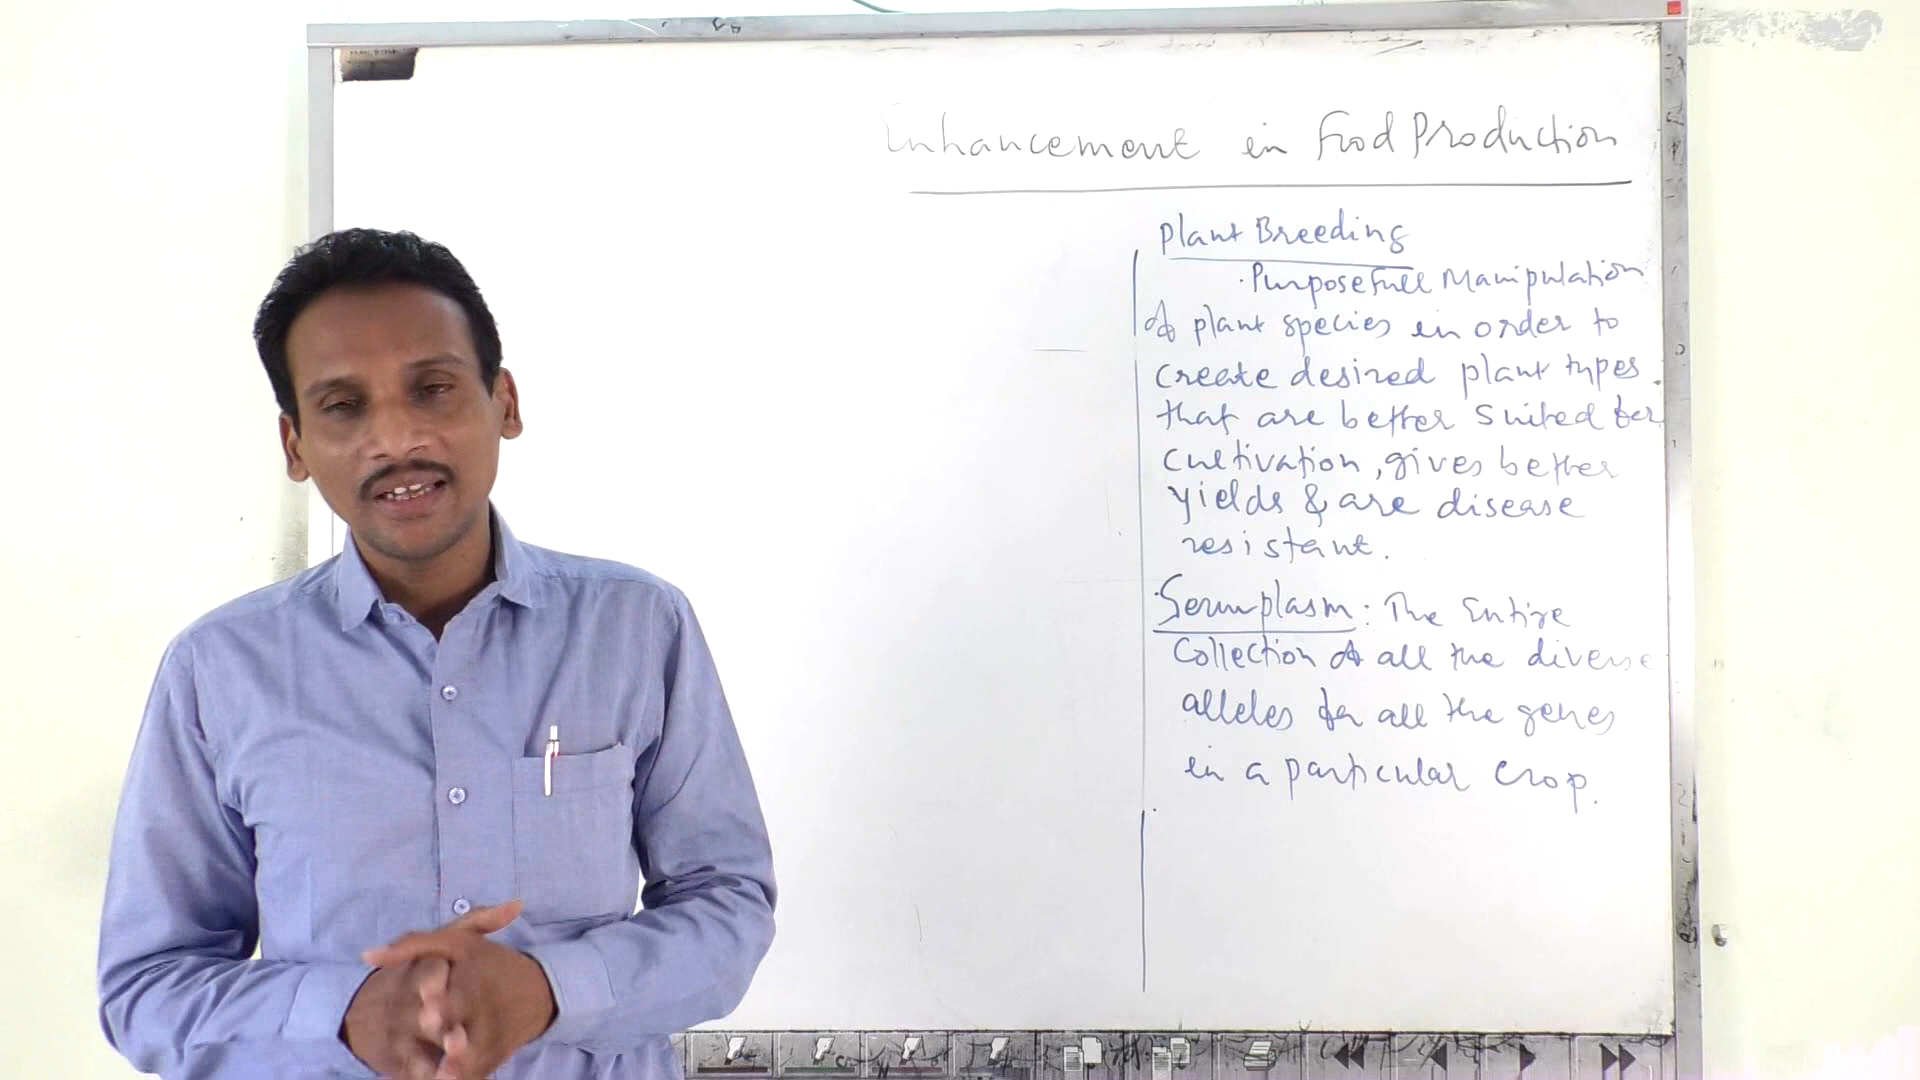 Enhancement in Food Production
Plant Breeding
· Purposefull Manipulation
of plant species in order to
create desired plant types
that are better suited for
cultivation, gives better
yields & are disease
resistant.
Germplasm : The Entire
Collection of all the diverse
alleles for all the genes
in a particular crop.